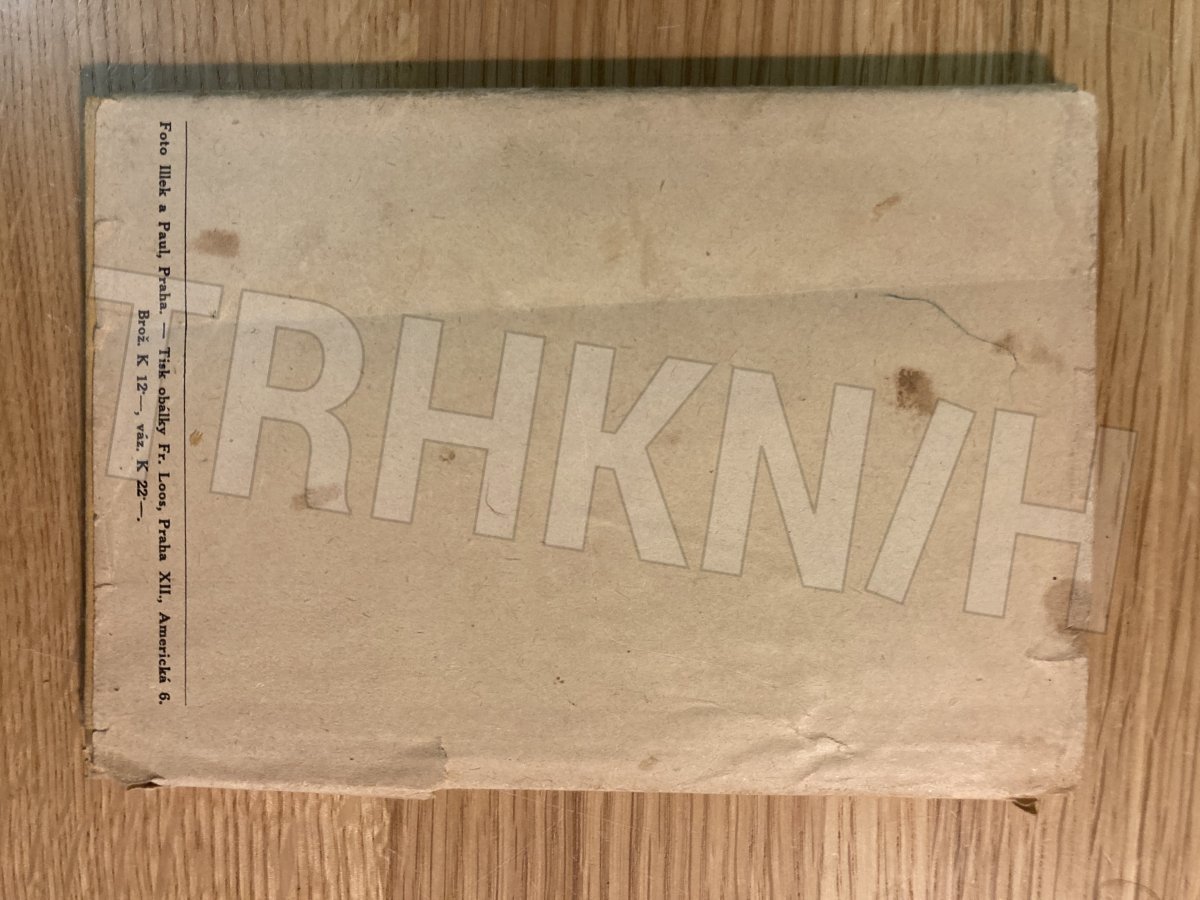 Foto Illek a Paul, Praha. — Tisk obálky Fr. Loos, Praha XII., Americká 6.
Brož. K 12·—, váz. K 22·—.
TRHKNIH